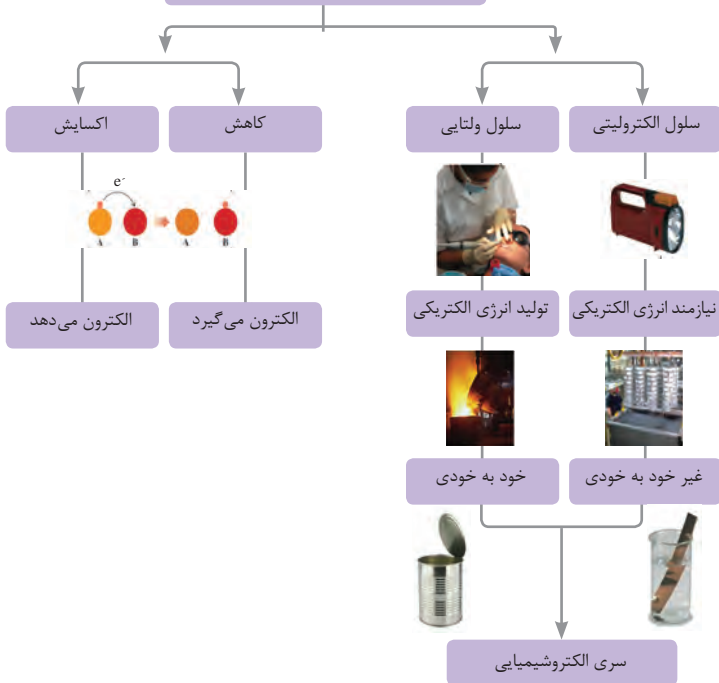 سلول الکترولیتی
سلول ولتایی
کاهش
اکسایش
e⁻
A B A B
نیازمند انرژی الکتریکی
تولید انرژی الکتریکی
الکترون می‌گیرد
الکترون می‌دهد
غیر خود به خودی
خود به خودی
سری الکتروشیمیایی